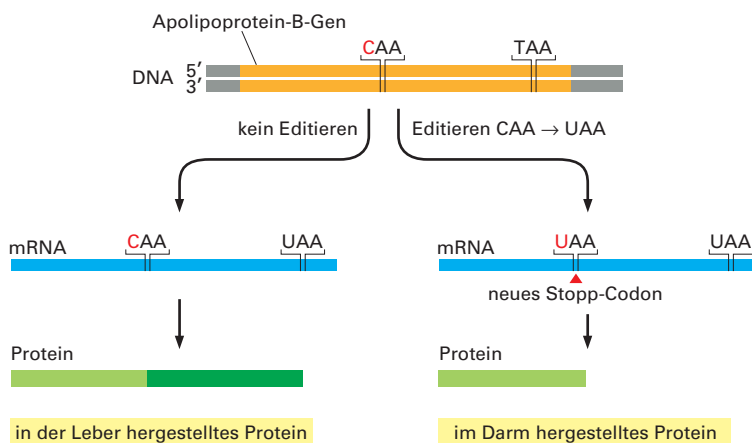 Apolipoprotein-B-Gen
CAA TAA
DNA 5′
3′
kein Editieren Editieren CAA → UAA
mRNA CAA UAA
mRNA UAA UAA
neues Stopp-Codon
Protein
Protein
in der Leber hergestelltes Protein
im Darm hergestelltes Protein